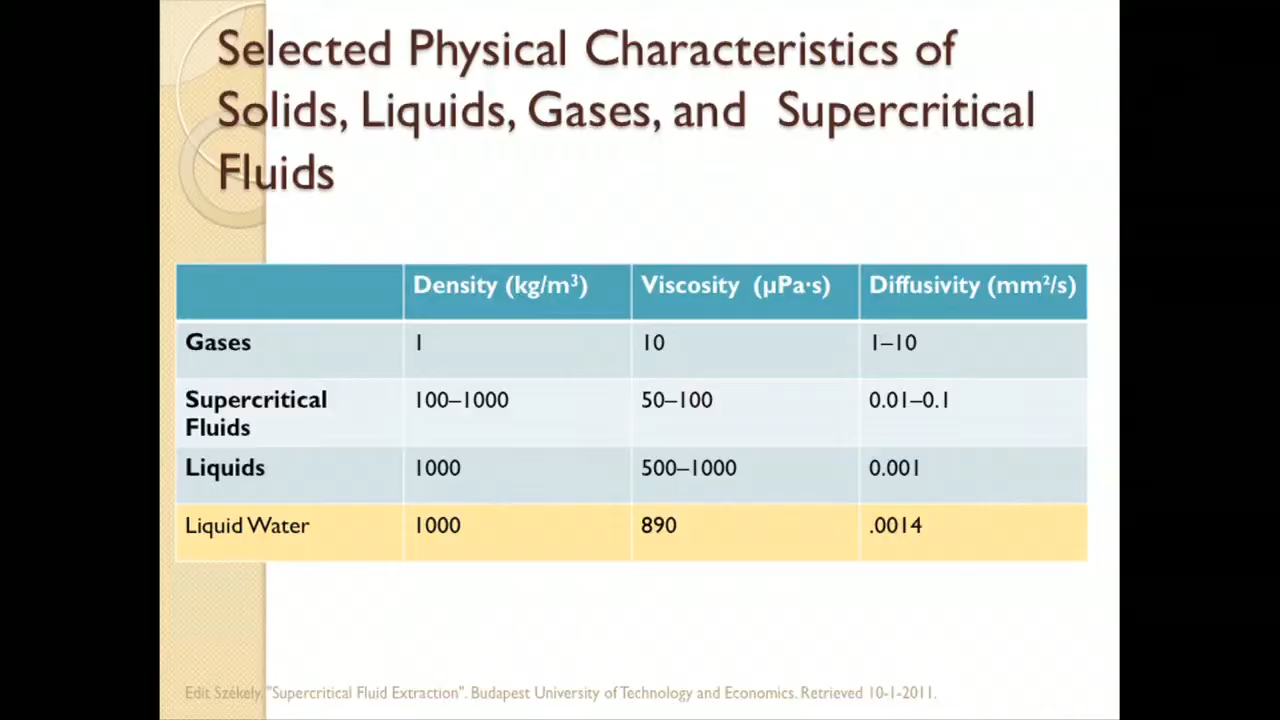 Selected Physical Characteristics of
Solids, Liquids, Gases, and Supercritical
Fluids
Density (kg/m³) Viscosity (µPa·s) Diffusivity (mm²/s)
Gases 1 10 1–10
Supercritical
Fluids 100–1000 50–100 0.01–0.1
Liquids 1000 500–1000 0.001
Liquid Water 1000 890 .0014
Edit Székely. "Supercritical Fluid Extraction". Budapest University of Technology and Economics. Retrieved 10-1-2011.